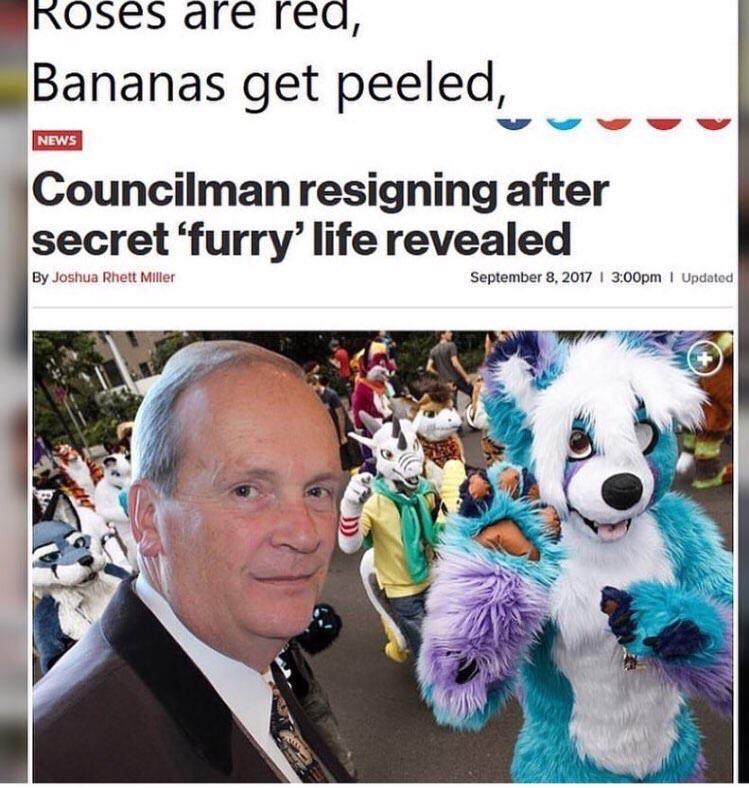 Roses are red,
Bananas get peeled,
NEWS
Councilman resigning after
secret ‘furry’ life revealed
By Joshua Rhett Miller September 8, 2017 | 3:00pm | Updated